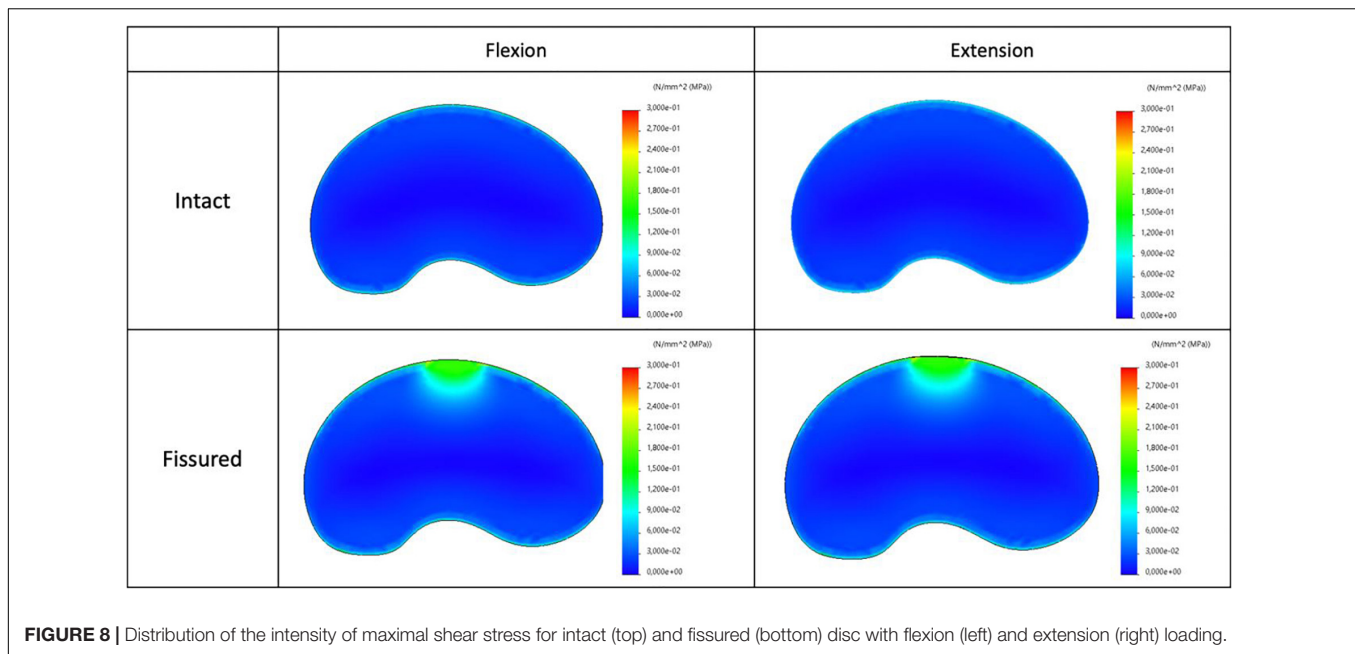 Flexion
Extension
Intact
(N/mm^2 (MPa))
3,000e-01
2,700e-01
2,400e-01
2,100e-01
1,800e-01
1,500e-01
1,200e-01
9,000e-02
6,000e-02
3,000e-02
0,000e+00
(N/mm^2 (MPa))
3,000e-01
2,700e-01
2,400e-01
2,100e-01
1,800e-01
1,500e-01
1,200e-01
9,000e-02
6,000e-02
3,000e-02
0,000e+00
Fissured
(N/mm^2 (MPa))
3,000e-01
2,700e-01
2,400e-01
2,100e-01
1,800e-01
1,500e-01
1,200e-01
9,000e-02
6,000e-02
3,000e-02
0,000e+00
(N/mm^2 (MPa))
3,000e-01
2,700e-01
2,400e-01
2,100e-01
1,800e-01
1,500e-01
1,200e-01
9,000e-02
6,000e-02
3,000e-02
0,000e+00
FIGURE 8 | Distribution of the intensity of maximal shear stress for intact (top) and fissured (bottom) disc with flexion (left) and extension (right) loading.